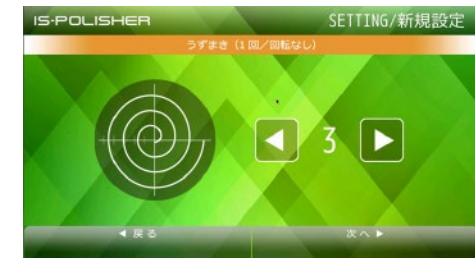 IS-POLISHER
SETTING/新規設定
うずまき（1回／回転なし）
◀ 3 ▶
◀ 戻る
次へ ▶